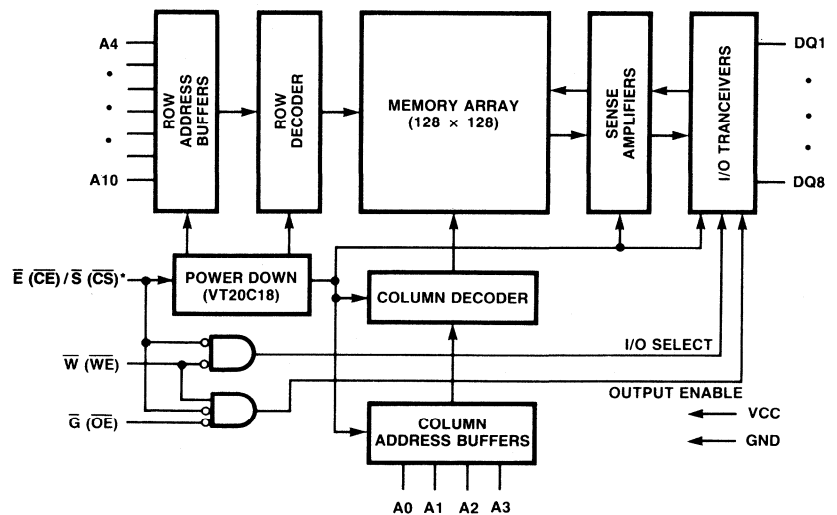 A4
A10
ROW
ADDRESS
BUFFERS
ROW
DECODER
MEMORY ARRAY
(128 × 128)
SENSE
AMPLIFIERS
I/O TRANCEIVERS
DQ1
DQ8
E̅ (C̅E̅) / S̅ (C̅S̅)*
POWER DOWN
(VT20C18)
COLUMN DECODER
I/O SELECT
W̅ (W̅E̅)
OUTPUT ENABLE
G̅ (O̅E̅)
COLUMN
ADDRESS BUFFERS
VCC
GND
A0 A1 A2 A3